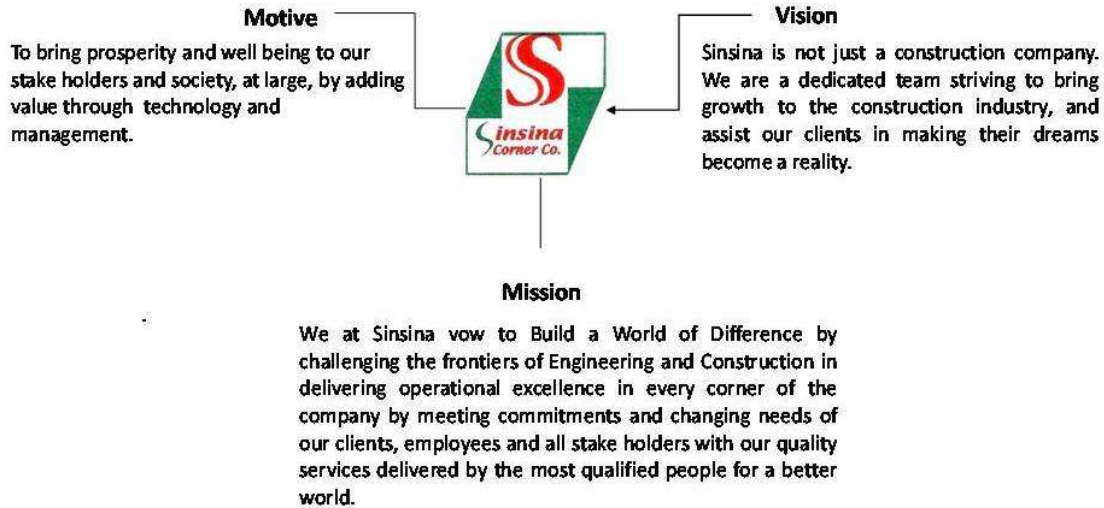 Motive
To bring prosperity and well being to our
stake holders and society, at large, by adding
value through technology and
management.
S
Sinsina
Corner Co.
Vision
Sinsina is not just a construction company.
We are a dedicated team striving to bring
growth to the construction industry, and
assist our clients in making their dreams
become a reality.
Mission
We at Sinsina vow to Build a World of Difference by
challenging the frontiers of Engineering and Construction in
delivering operational excellence in every corner of the
company by meeting commitments and changing needs of
our clients, employees and all stake holders with our quality
services delivered by the most qualified people for a better
world.